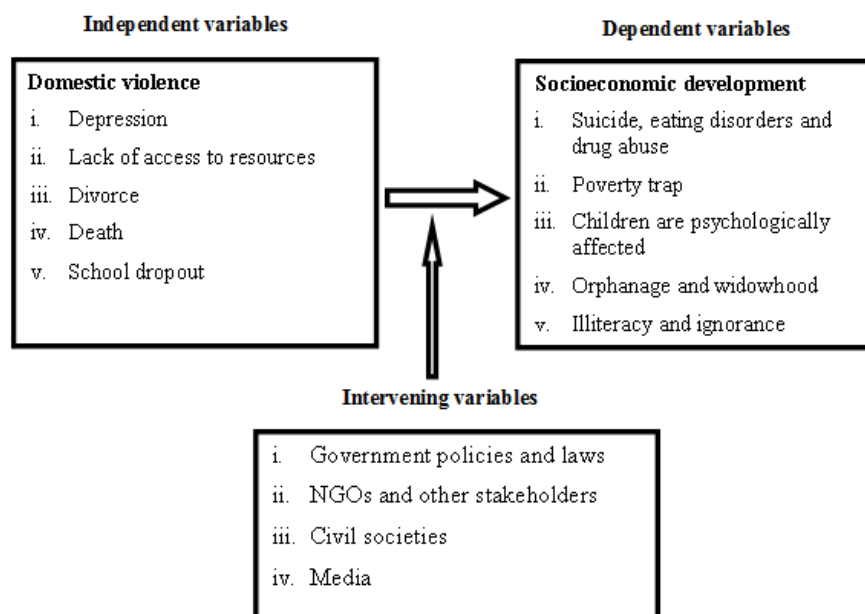 Independent variables
Domestic violence
i. Depression
ii. Lack of access to resources
iii. Divorce
iv. Death
v. School dropout
Dependent variables
Socioeconomic development
i. Suicide, eating disorders and
drug abuse
ii. Poverty trap
iii. Children are psychologically
affected
iv. Orphanage and widowhood
v. Illiteracy and ignorance
Intervening variables
i. Government policies and laws
ii. NGOs and other stakeholders
iii. Civil societies
iv. Media